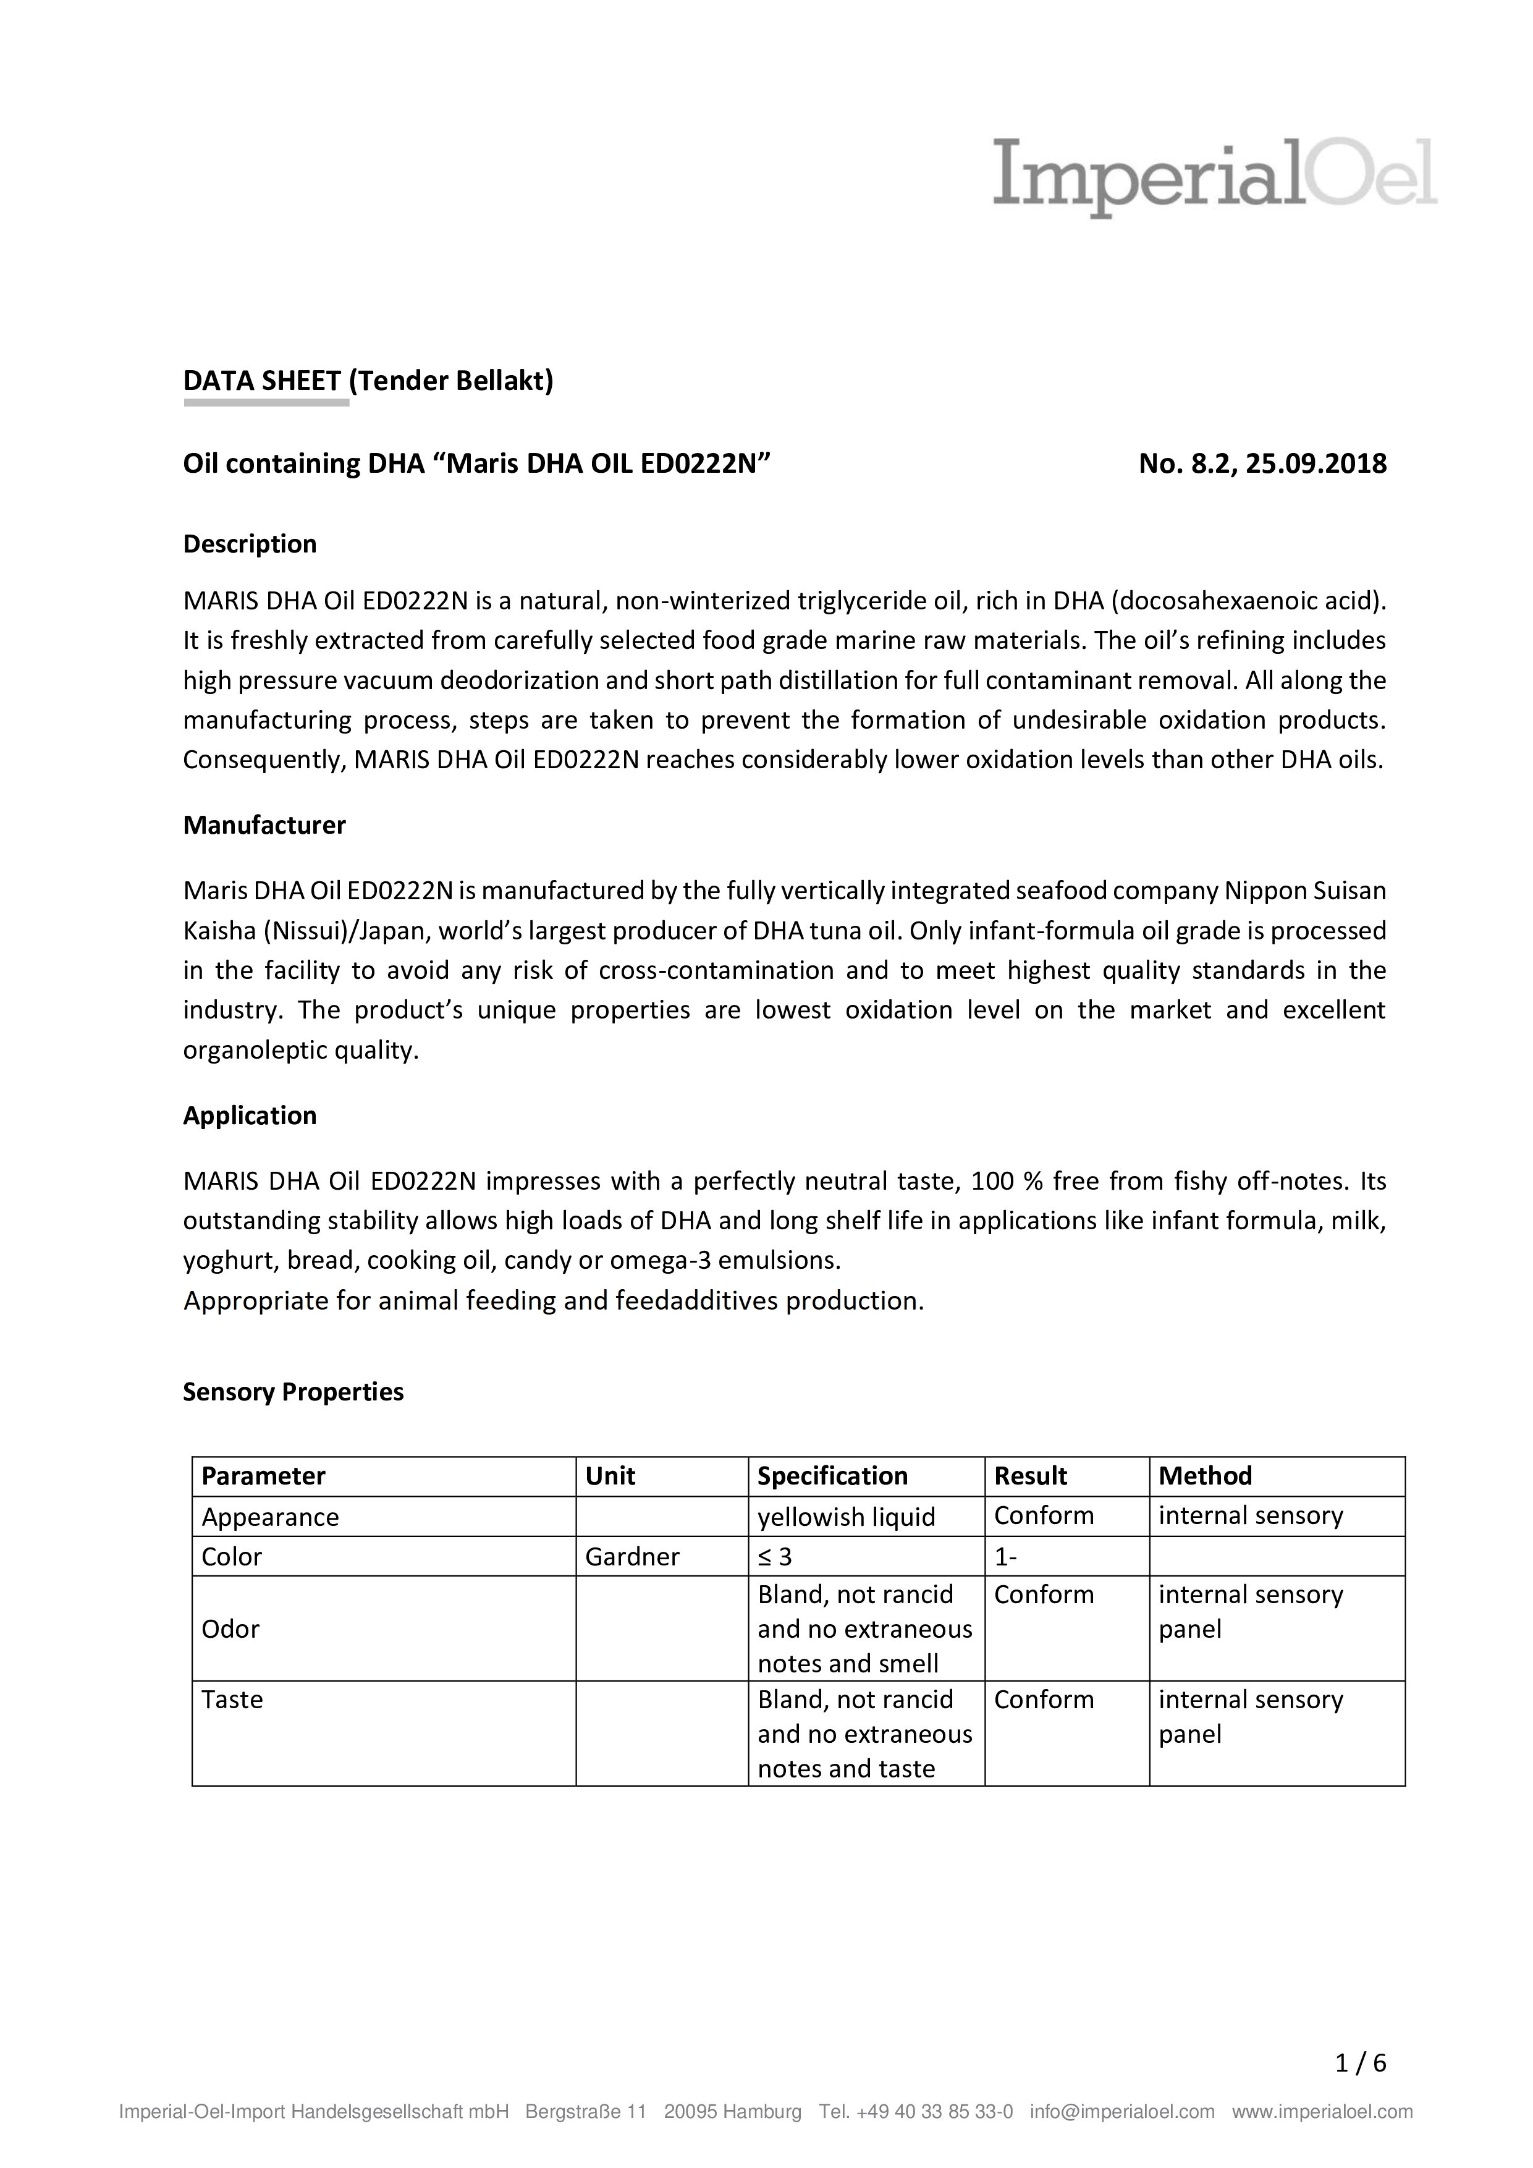 ImperialOel
DATA SHEET (Tender Bellakt)
Oil containing DHA “Maris DHA OIL ED0222N” No. 8.2, 25.09.2018
Description
MARIS DHA Oil ED0222N is a natural, non-winterized triglyceride oil, rich in DHA (docosahexaenoic acid).
It is freshly extracted from carefully selected food grade marine raw materials. The oil’s refining includes
high pressure vacuum deodorization and short path distillation for full contaminant removal. All along the
manufacturing process, steps are taken to prevent the formation of undesirable oxidation products.
Consequently, MARIS DHA Oil ED0222N reaches considerably lower oxidation levels than other DHA oils.
Manufacturer
Maris DHA Oil ED0222N is manufactured by the fully vertically integrated seafood company Nippon Suisan
Kaisha (Nissui)/Japan, world’s largest producer of DHA tuna oil. Only infant-formula oil grade is processed
in the facility to avoid any risk of cross-contamination and to meet highest quality standards in the
industry. The product’s unique properties are lowest oxidation level on the market and excellent
organoleptic quality.
Application
MARIS DHA Oil ED0222N impresses with a perfectly neutral taste, 100 % free from fishy off-notes. Its
outstanding stability allows high loads of DHA and long shelf life in applications like infant formula, milk,
yoghurt, bread, cooking oil, candy or omega-3 emulsions.
Appropriate for animal feeding and feedadditives production.
Sensory Properties
Parameter Unit Specification Result Method
Appearance yellowish liquid Conform internal sensory
Color Gardner ≤ 3 1-
Odor Bland, not rancid Conform internal sensory
and no extraneous panel
notes and smell
Taste Bland, not rancid Conform internal sensory
and no extraneous panel
notes and taste
1 / 6
Imperial-Oel-Import Handelsgesellschaft mbH Bergstraße 11 20095 Hamburg Tel. +49 40 33 85 33-0 info@imperialoel.com www.imperialoel.com